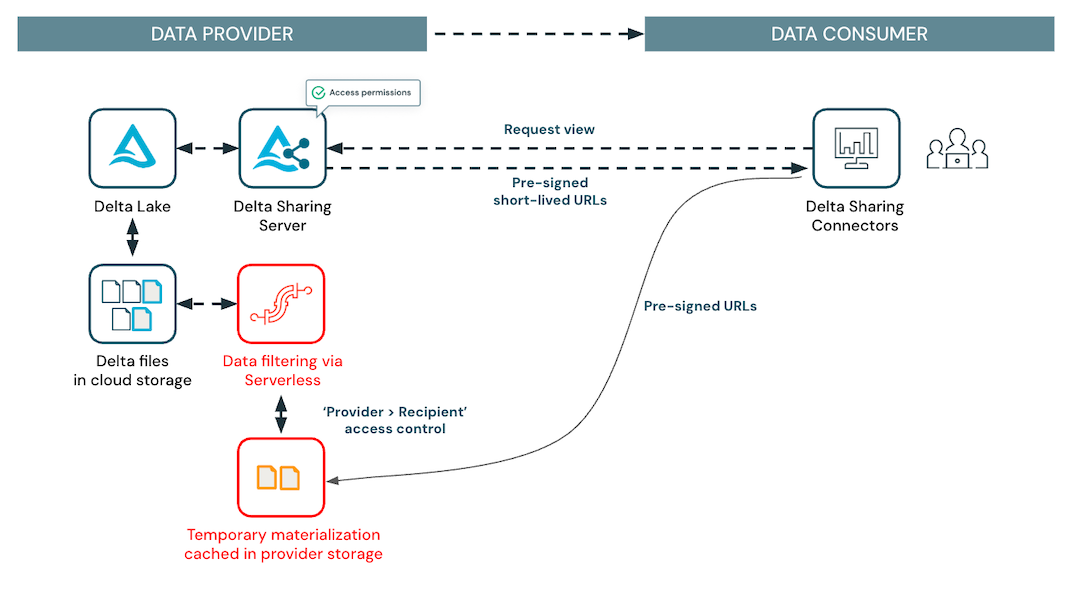 DATA PROVIDER
DATA CONSUMER
Access permissions
Request view
Pre-signed
short-lived URLs
Delta Lake
Delta Sharing
Server
Delta Sharing
Connectors
Pre-signed URLs
Delta files
in cloud storage
Data filtering via
Serverless
‘Provider > Recipient’
access control
Temporary materialization
cached in provider storage